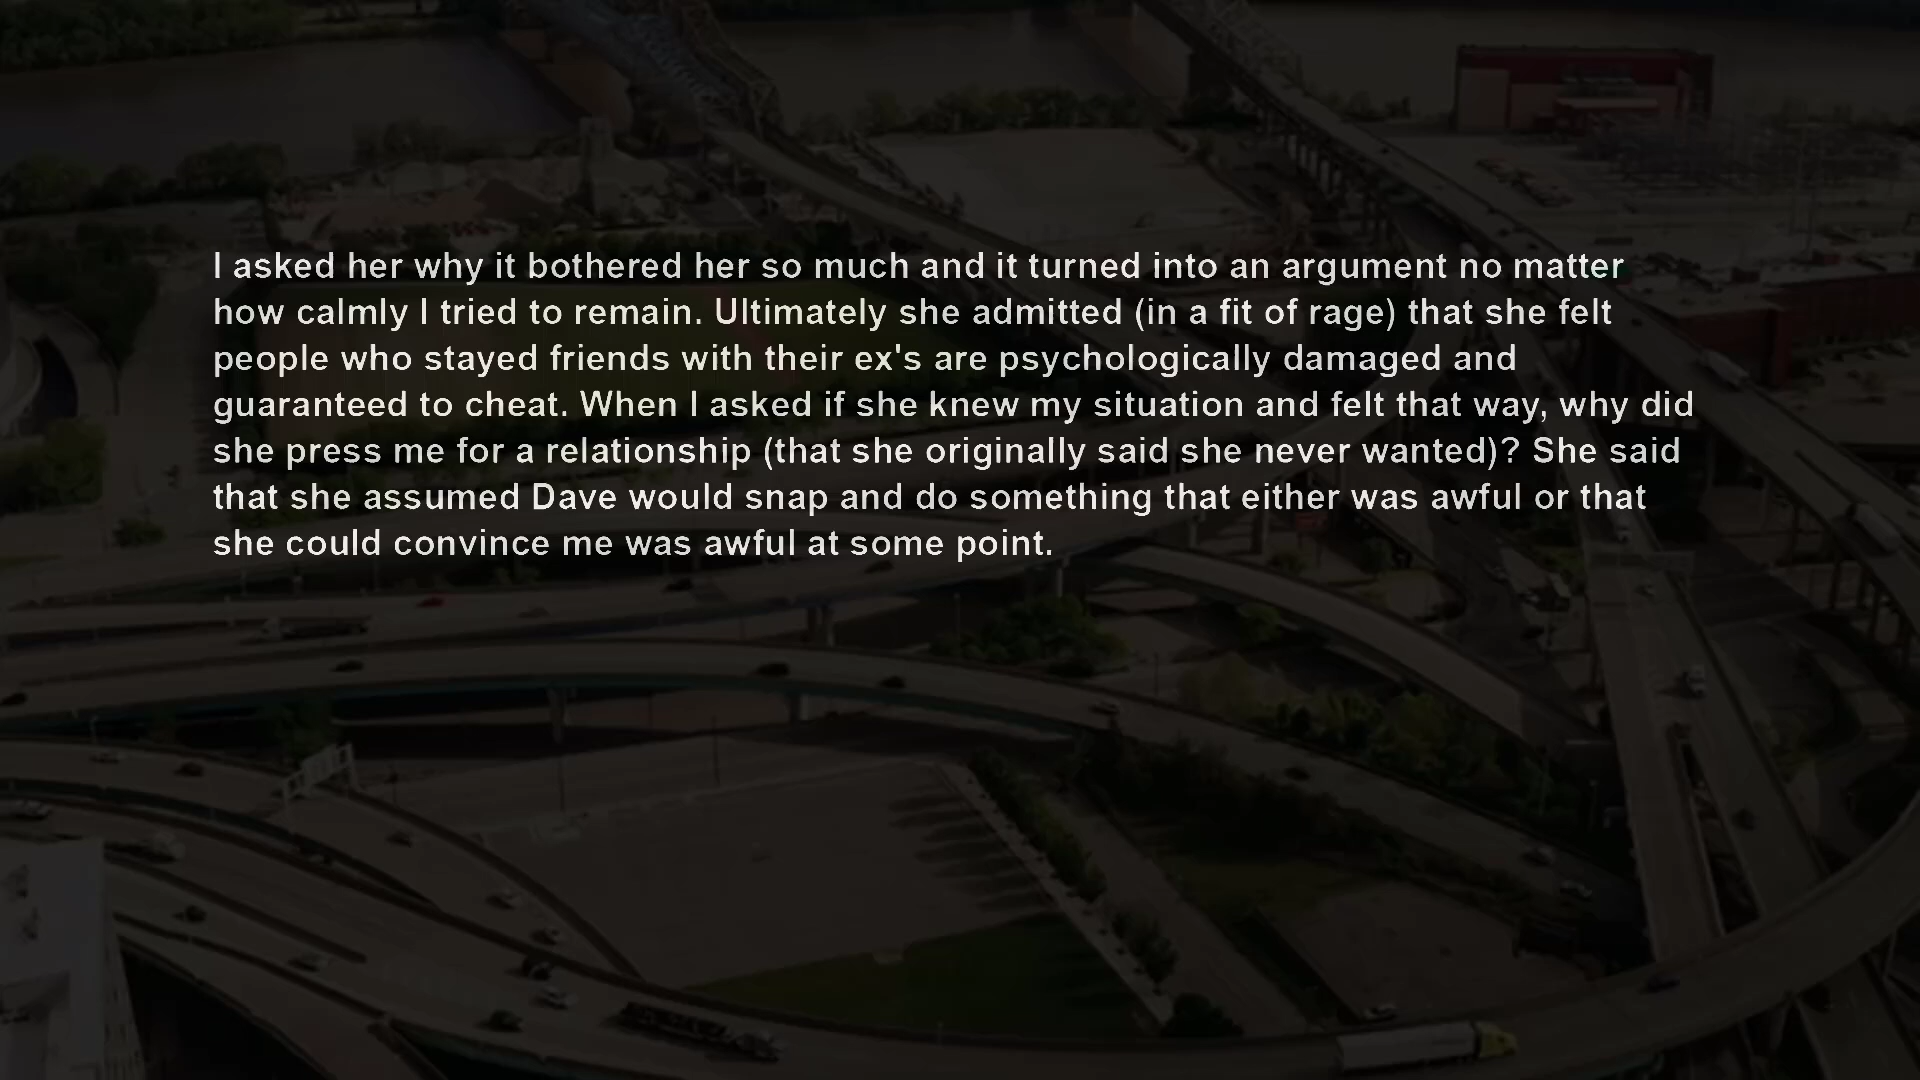 I asked her why it bothered her so much and it turned into an argument no matter
how calmly I tried to remain. Ultimately she admitted (in a fit of rage) that she felt
people who stayed friends with their ex's are psychologically damaged and
guaranteed to cheat. When I asked if she knew my situation and felt that way, why did
she press me for a relationship (that she originally said she never wanted)? She said
that she assumed Dave would snap and do something that either was awful or that
she could convince me was awful at some point.